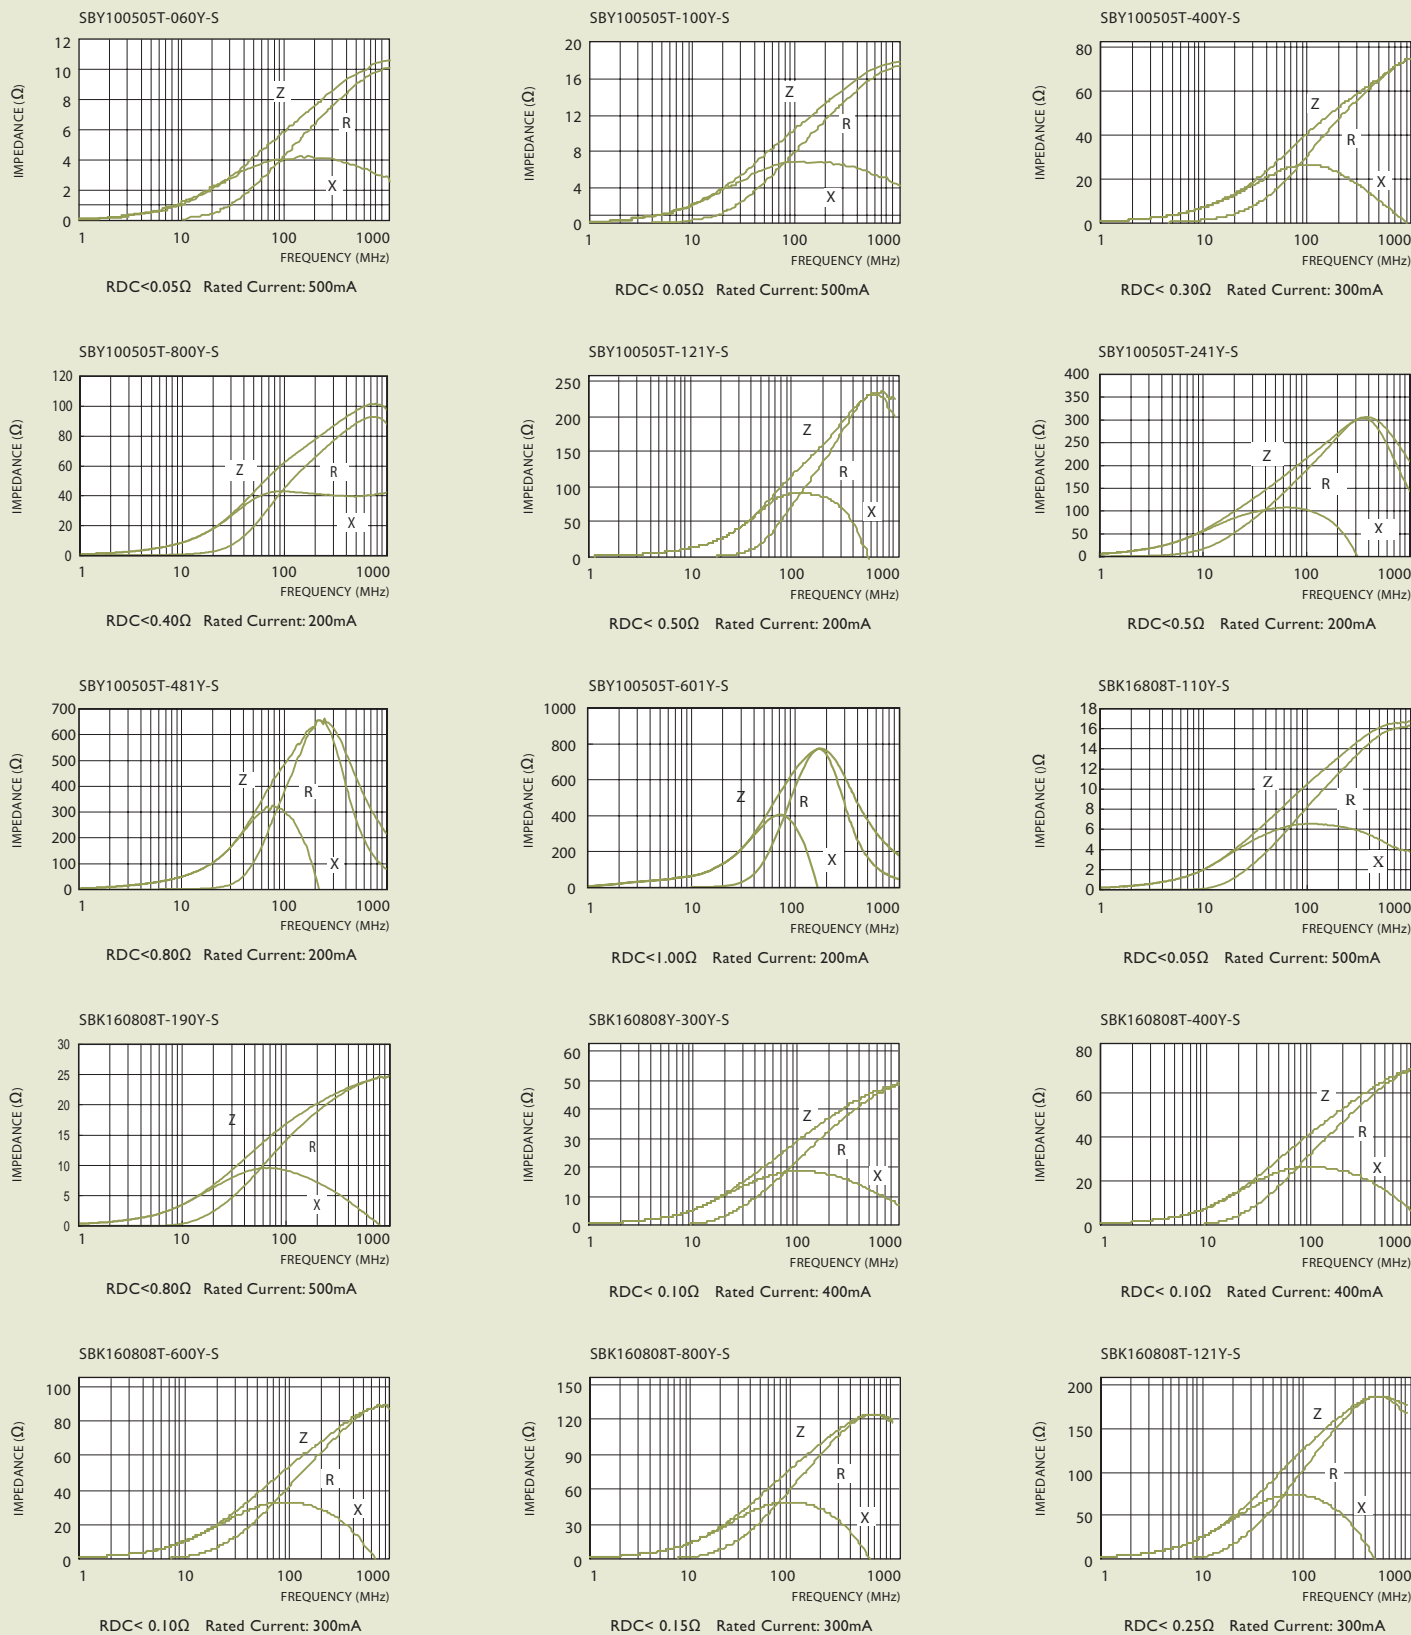 SBY100505T-060Y-S
IMPEDANCE (Ω)
12
10
8
6
4
2
0
Z
R
X
1 10 100 1000
FREQUENCY (MHz)
RDC<0.05Ω Rated Current: 500mA
SBY100505T-100Y-S
IMPEDANCE (Ω)
20
16
12
8
4
0
Z
R
X
1 10 100 1000
FREQUENCY (MHz)
RDC< 0.05Ω Rated Current: 500mA
SBY100505T-400Y-S
IMPEDANCE (Ω)
80
60
40
20
0
Z
R
X
1 10 100 1000
FREQUENCY (MHz)
RDC< 0.30Ω Rated Current: 300mA
SBY100505T-800Y-S
IMPEDANCE (Ω)
120
100
80
60
40
20
0
Z
R
X
1 10 100 1000
FREQUENCY (MHz)
RDC<0.40Ω Rated Current: 200mA
SBY100505T-121Y-S
IMPEDANCE (Ω)
250
200
150
100
50
0
Z
R
X
1 10 100 1000
FREQUENCY (MHz)
RDC< 0.50Ω Rated Current: 200mA
SBY100505T-241Y-S
IMPEDANCE (Ω)
400
350
300
250
200
150
100
50
0
Z
R
X
1 10 100 1000
FREQUENCY (MHz)
RDC<0.5Ω Rated Current: 200mA
SBY100505T-481Y-S
IMPEDANCE (Ω)
700
600
500
400
300
200
100
0
Z
R
X
1 10 100 1000
FREQUENCY (MHz)
RDC<0.80Ω Rated Current: 200mA
SBY100505T-601Y-S
IMPEDANCE (Ω)
1000
800
600
400
200
0
Z
R
X
1 10 100 1000
FREQUENCY (MHz)
RDC<1.00Ω Rated Current: 200mA
SBK16808T-110Y-S
IMPEDANCE ()Ω
18
16
14
12
10
8
6
4
2
0
Z
R
X
1 10 100 1000
FREQUENCY (MHz)
RDC<0.05Ω Rated Current: 500mA
SBK160808T-190Y-S
IMPEDANCE (Ω)
30
25
20
15
10
5
0
Z
R
X
1 10 100 1000
FREQUENCY (MHz)
RDC<0.80Ω Rated Current: 500mA
SBK160808Y-300Y-S
IMPEDANCE (Ω)
60
50
40
30
20
10
0
Z
R
X
1 10 100 1000
FREQUENCY (MHz)
RDC< 0.10Ω Rated Current: 400mA
SBK160808T-400Y-S
IMPEDANCE (Ω)
80
60
40
20
0
Z
R
X
1 10 100 1000
FREQUENCY (MHz)
RDC< 0.10Ω Rated Current: 400mA
SBK160808T-600Y-S
IMPEDANCE (Ω)
100
80
60
40
20
0
Z
R
X
1 10 100 1000
FREQUENCY (MHz)
RDC< 0.10Ω Rated Current: 300mA
SBK160808T-800Y-S
IMPEDANCE (Ω)
150
120
90
60
30
0
Z
R
X
1 10 100 1000
FREQUENCY (MHz)
RDC< 0.15Ω Rated Current: 300mA
SBK160808T-121Y-S
IMPEDANCE (Ω)
200
150
100
50
0
Z
R
X
1 10 100 1000
FREQUENCY (MHz)
RDC< 0.25Ω Rated Current: 300mA